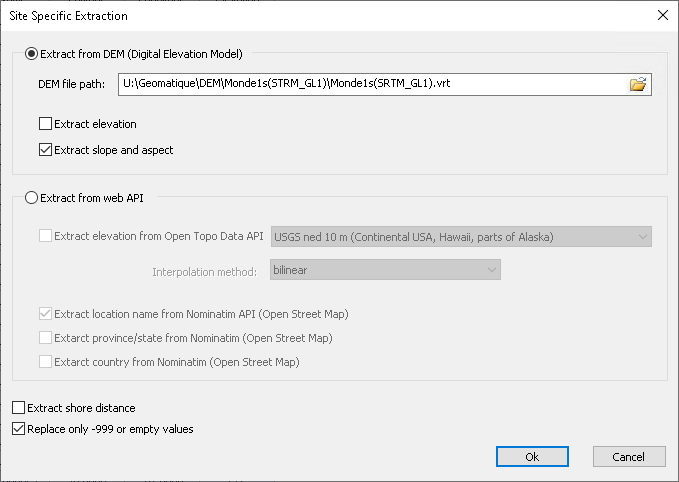 Site Specific Extraction
Extract from DEM (Digital Elevation Model)
DEM file path: U:\Geomatique\DEM\Monde1s(STRM_GL1)\Monde1s(SRTM_GL1).vrt
Extract elevation
Extract slope and aspect
Extract from web API
Extract elevation from Open Topo Data API USGS ned 10 m (Continental USA, Hawaii, parts of Alaska)
Interpolation method: bilinear
Extract location name from Nominatim API (Open Street Map)
Extarct province/state from Nominatim (Open Street Map)
Extarct country from Nominatim (Open Street Map)
Extract shore distance
Replace only -999 or empty values
Ok Cancel